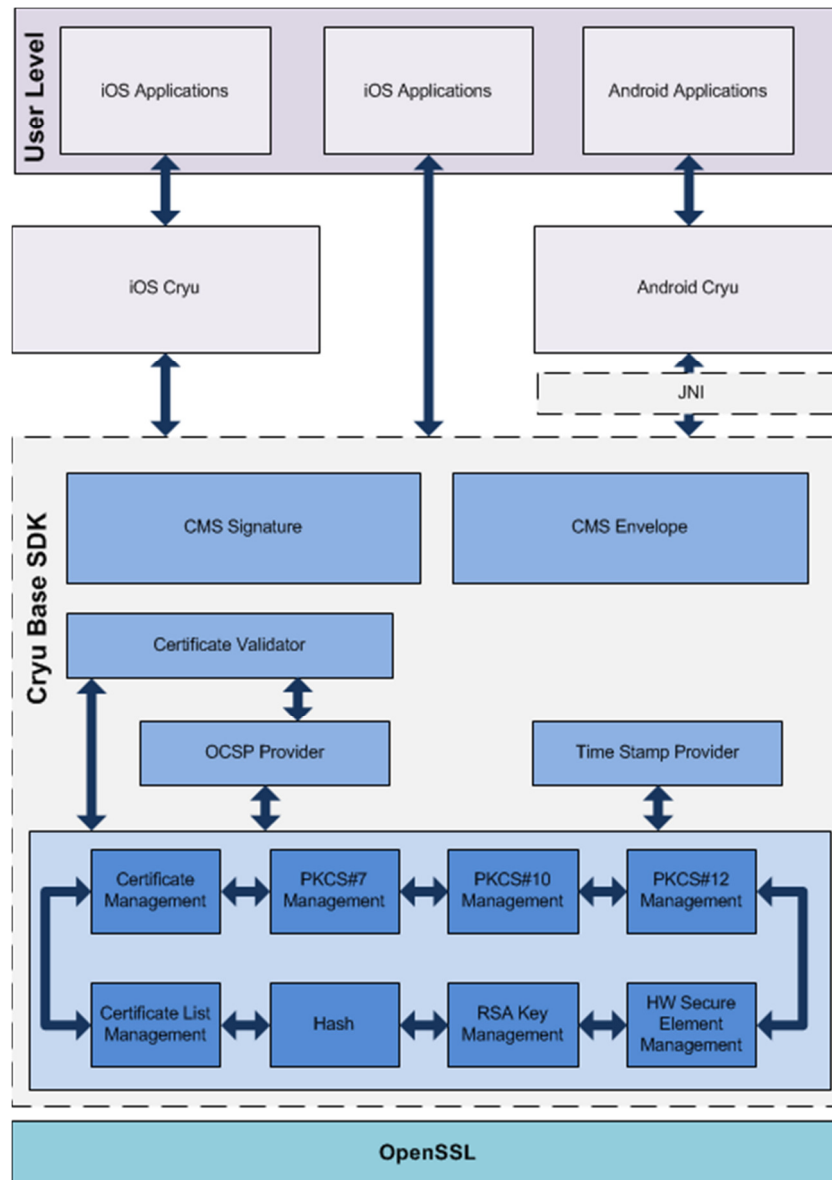 User Level
iOS Applications
iOS Applications
Android Applications
iOS Cryu
Android Cryu
JNI
Cryu Base SDK
CMS Signature
CMS Envelope
Certificate Validator
OCSP Provider
Time Stamp Provider
Certificate
Management
PKCS#7
Management
PKCS#10
Management
PKCS#12
Management
Certificate List
Management
Hash
RSA Key
Management
HW Secure
Element
Management
OpenSSL